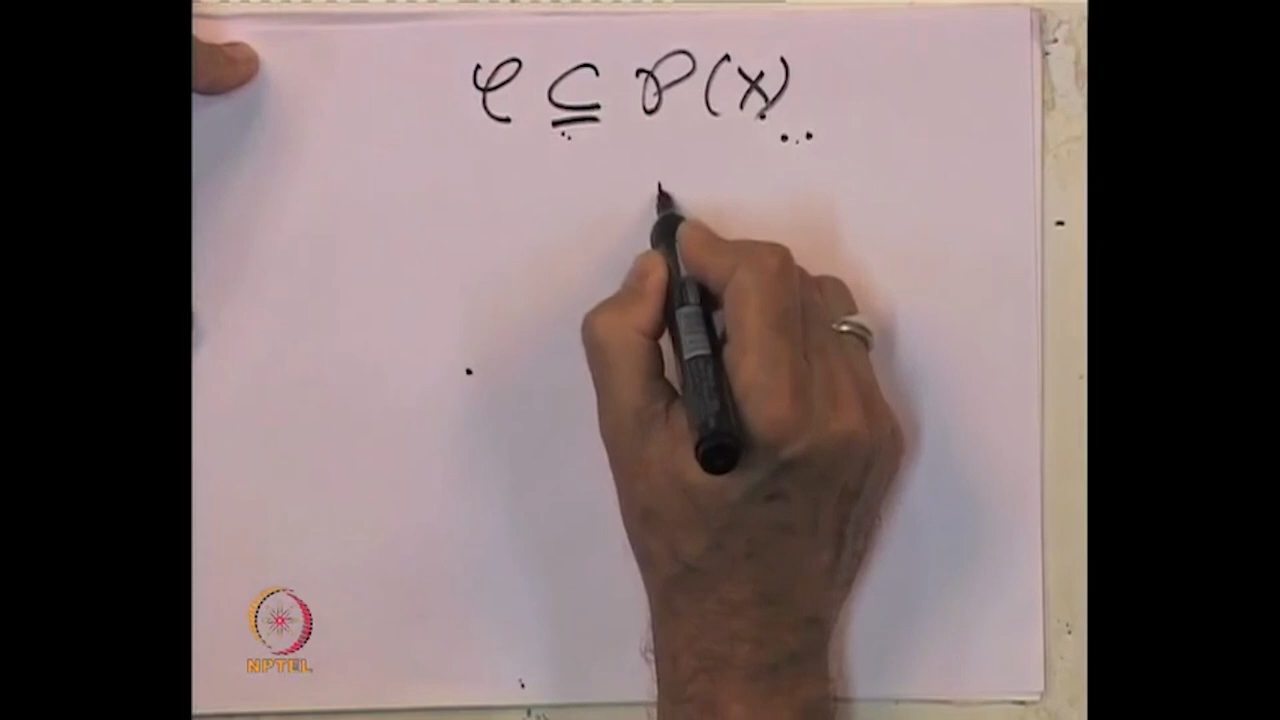 𝒞 ⊆ 𝒫(X)
NPTEL